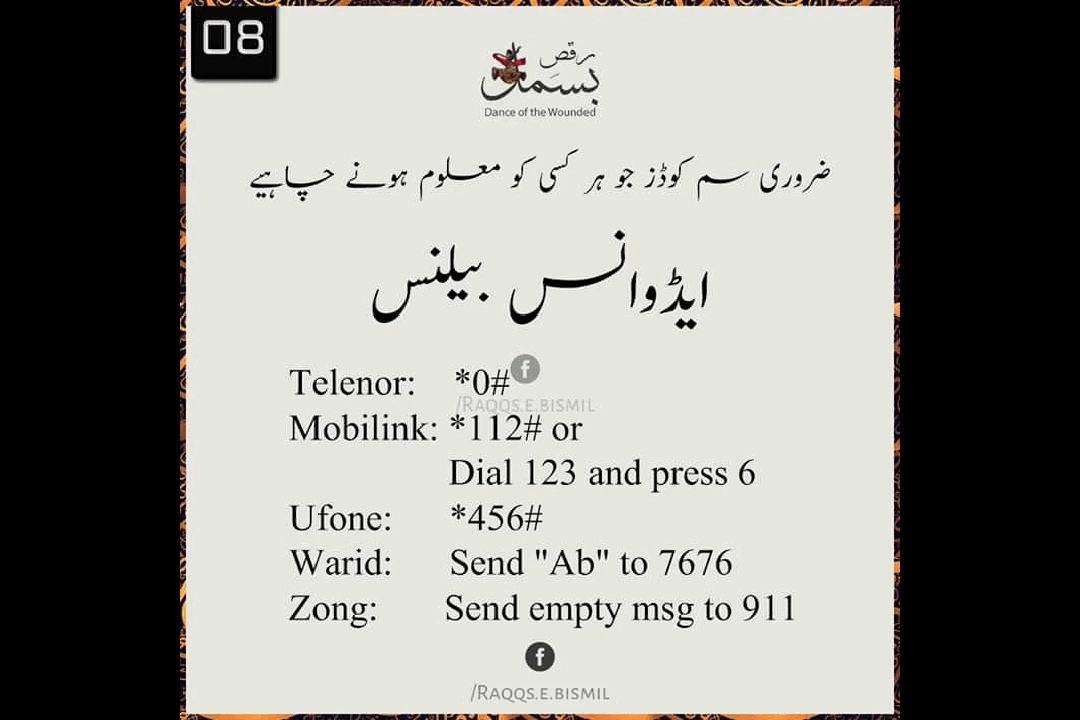 08
رقص بسمل
Dance of the Wounded
ضروری سم کوڈز جو ہر کسی کو معلوم ہونے چاہیے
ایڈوانس بیلنس
Telenor: *0#
/RAQQS.E.BISMIL
Mobilink: *112# or
Dial 123 and press 6
Ufone: *456#
Warid: Send "Ab" to 7676
Zong: Send empty msg to 911
/RAQQS.E.BISMIL